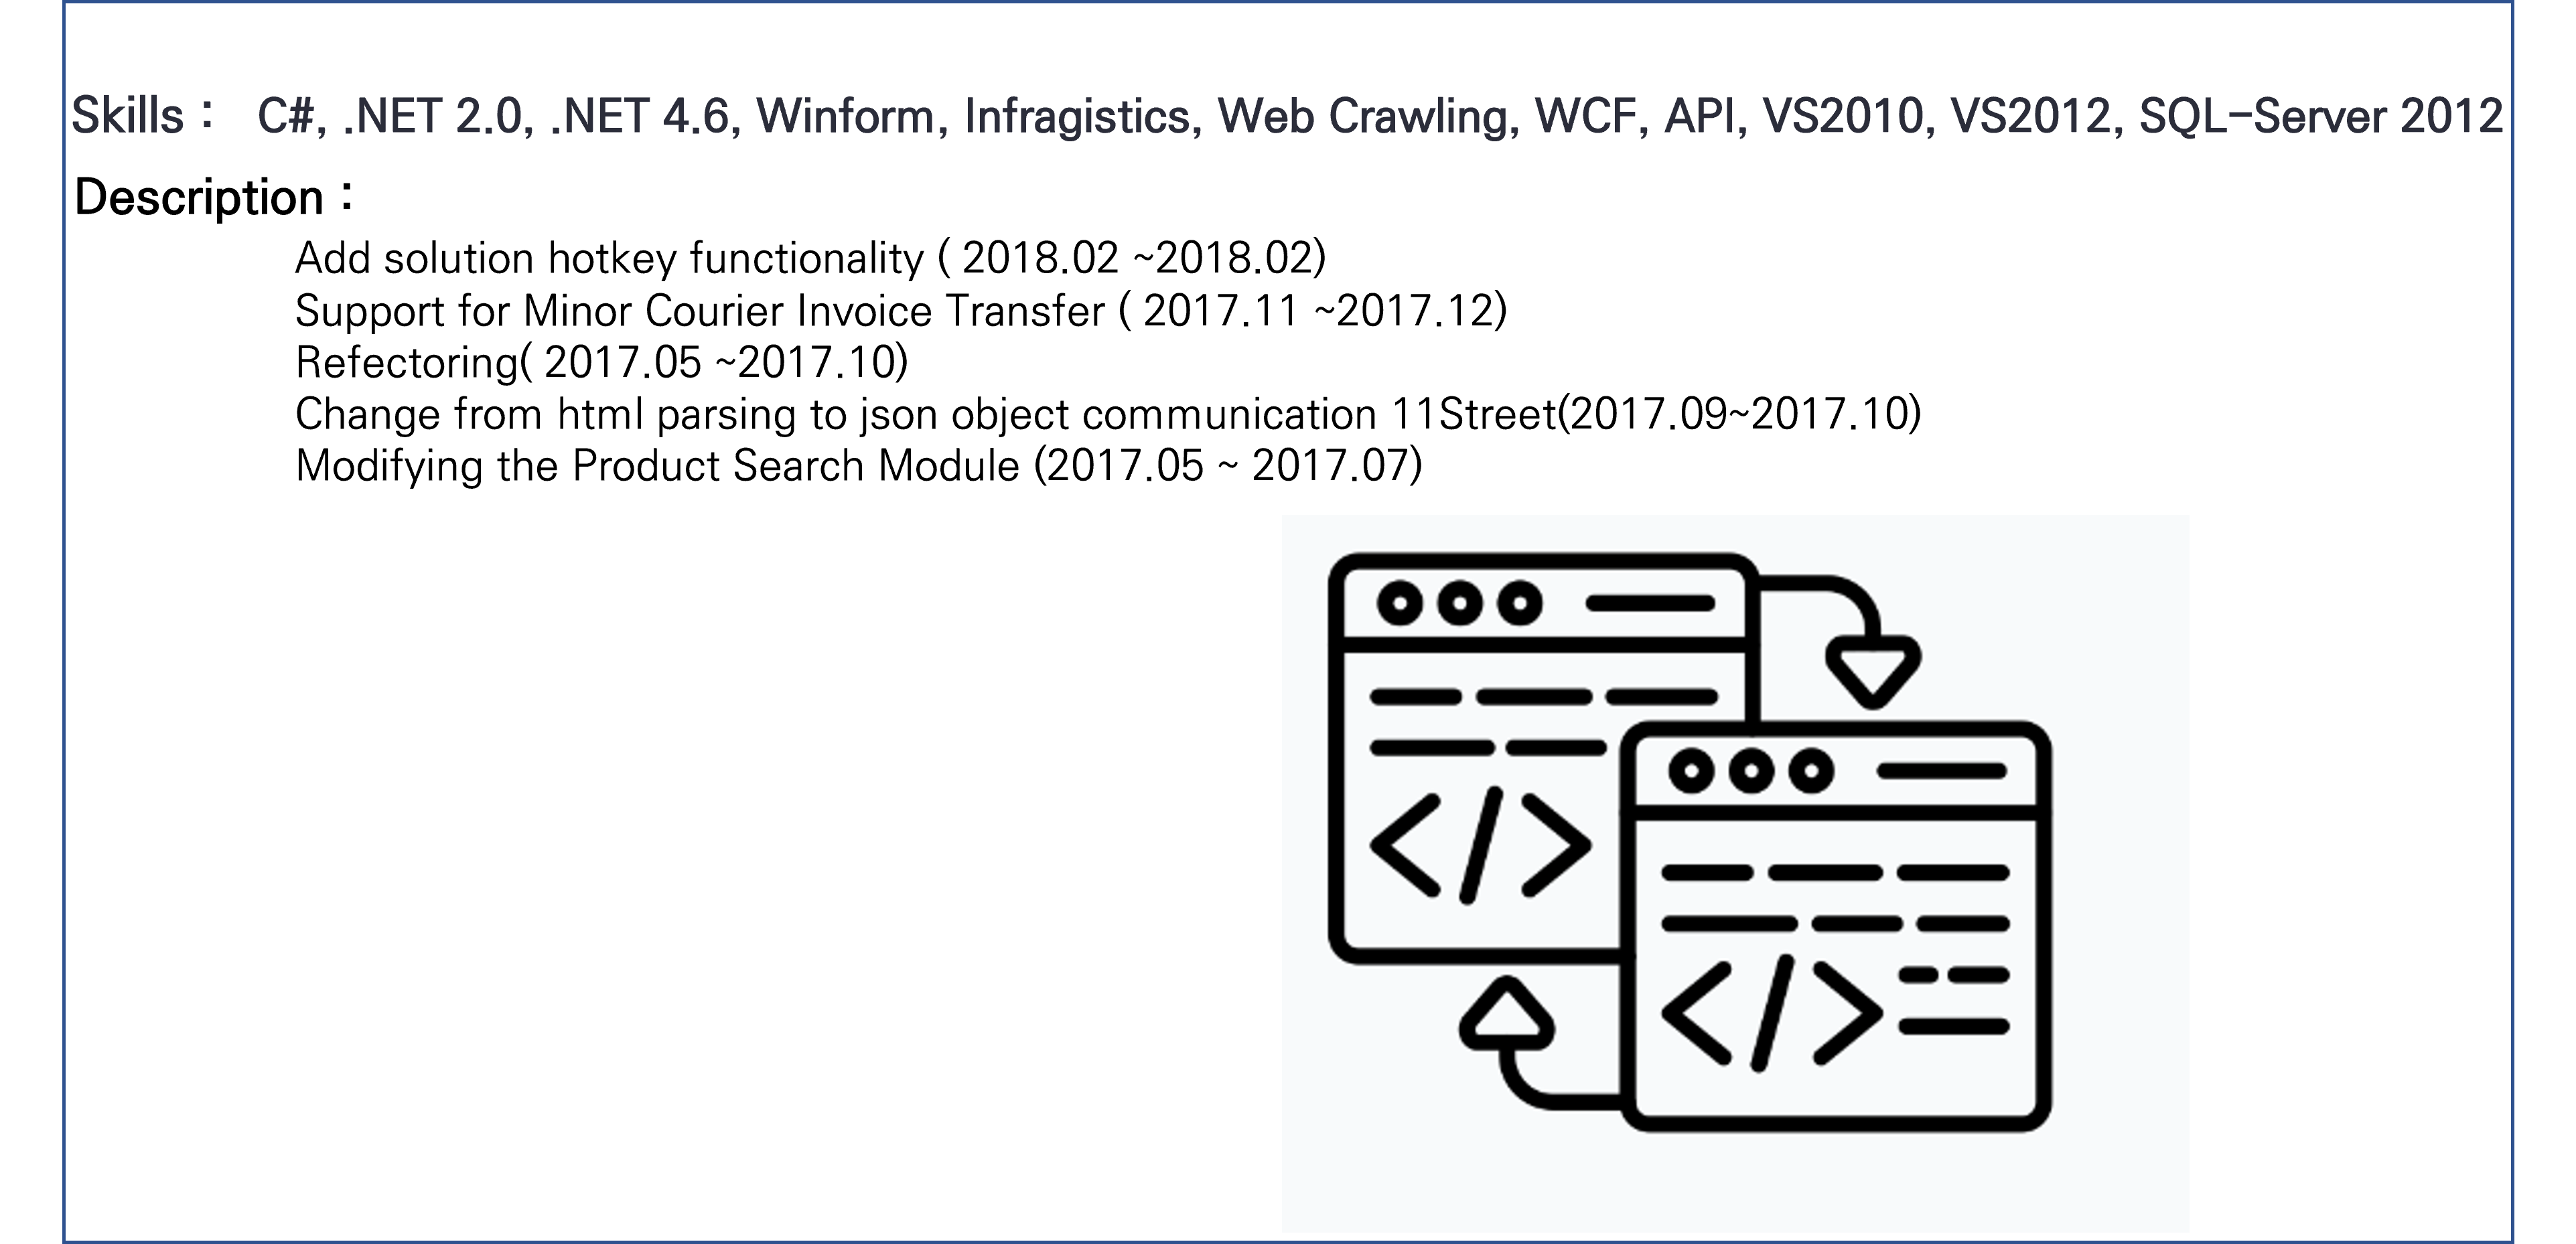 Skills : C#, .NET 2.0, .NET 4.6, Winform, Infragistics, Web Crawling, WCF, API, VS2010, VS2012, SQL-Server 2012
Description :
Add solution hotkey functionality ( 2018.02 ~2018.02)
Support for Minor Courier Invoice Transfer ( 2017.11 ~2017.12)
Refectoring( 2017.05 ~2017.10)
Change from html parsing to json object communication 11Street(2017.09~2017.10)
Modifying the Product Search Module (2017.05 ~ 2017.07)